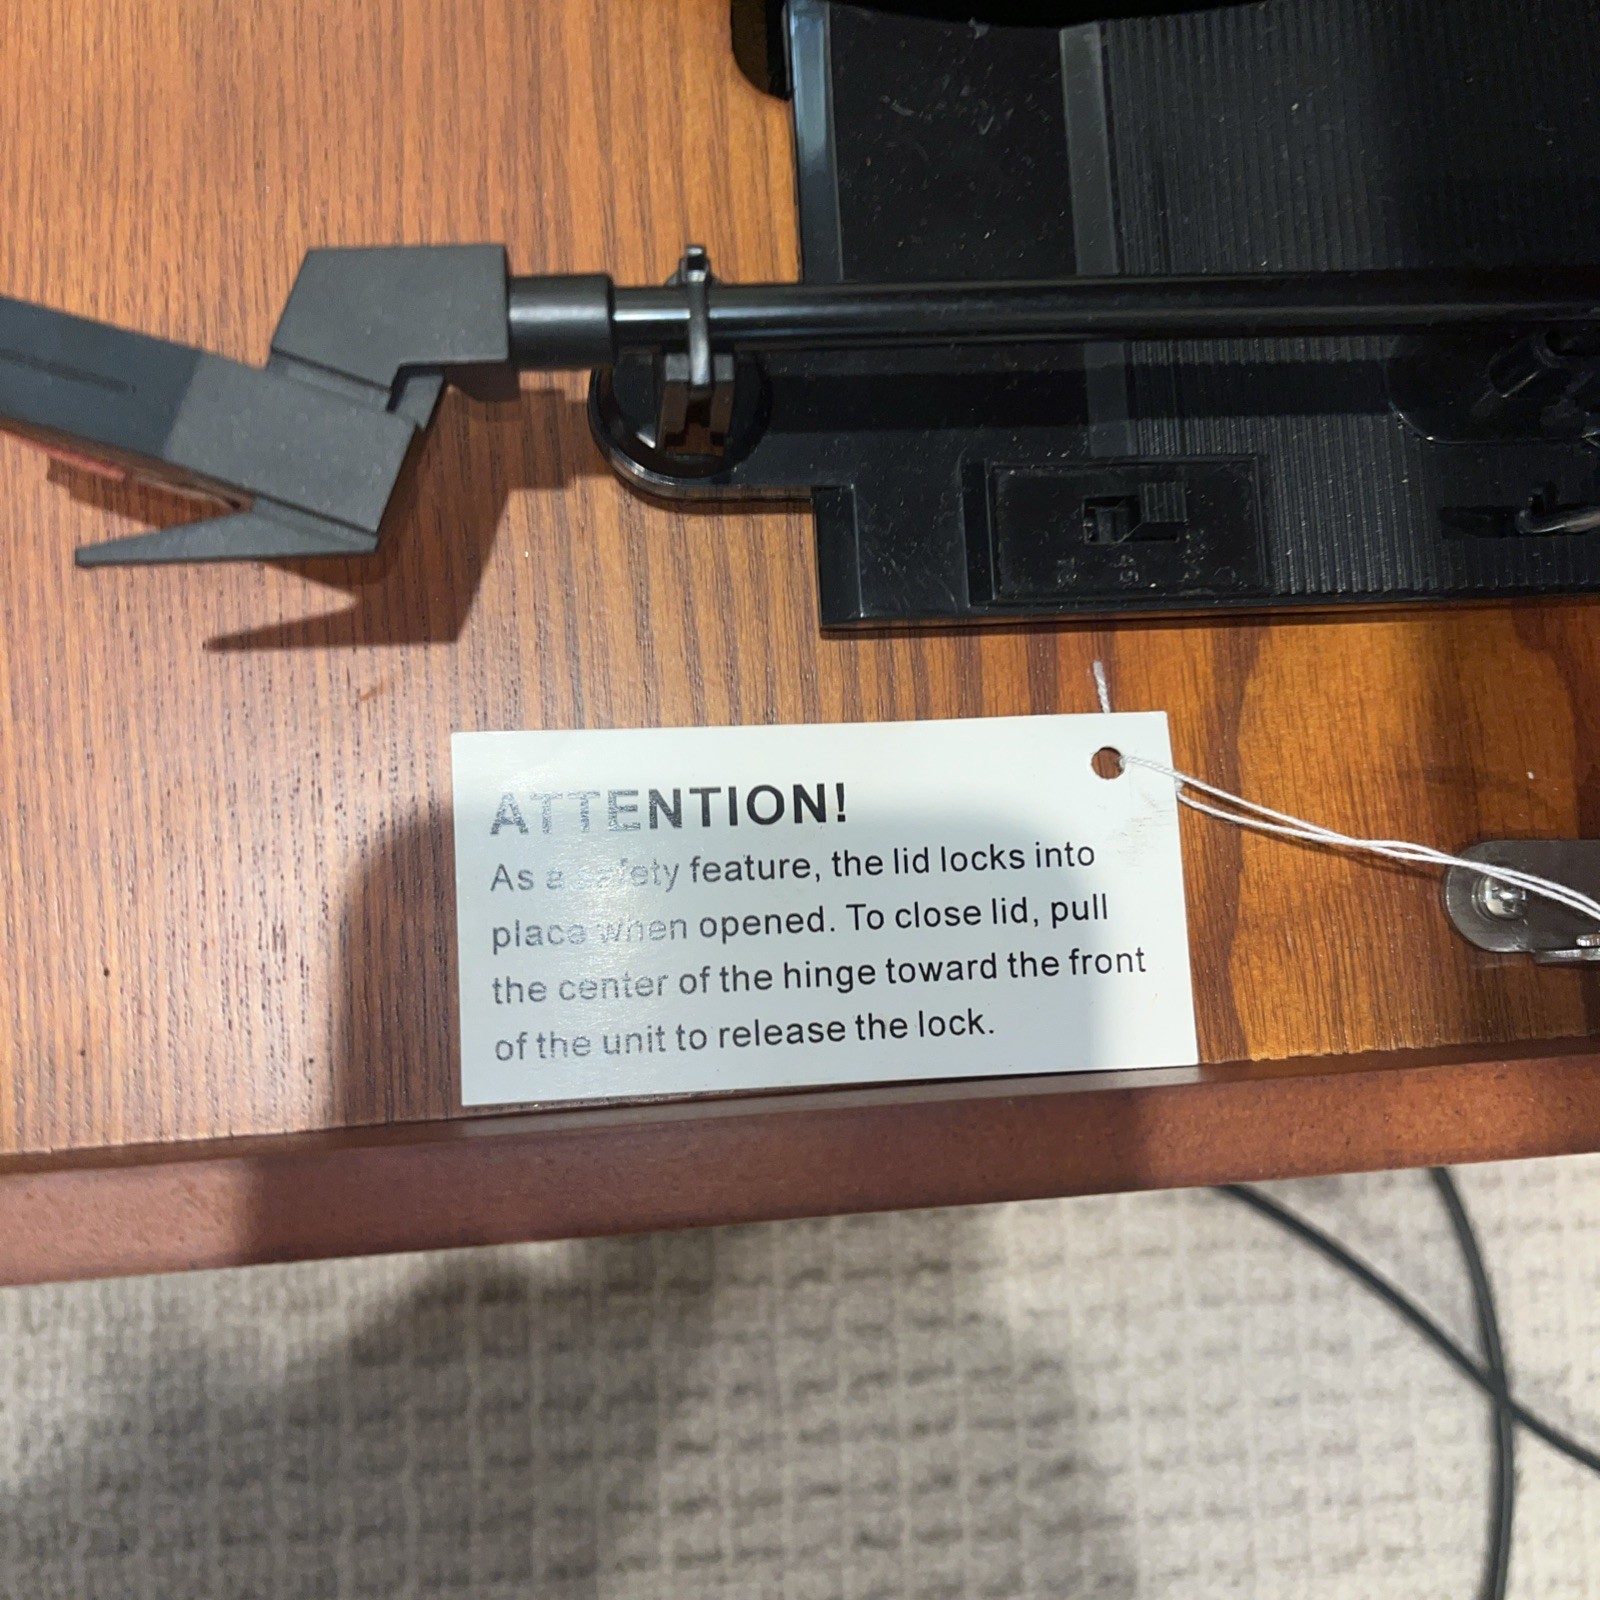 ATTENTION!
As a safety feature, the lid locks into
place when opened. To close lid, pull
the center of the hinge toward the front
of the unit to release the lock.